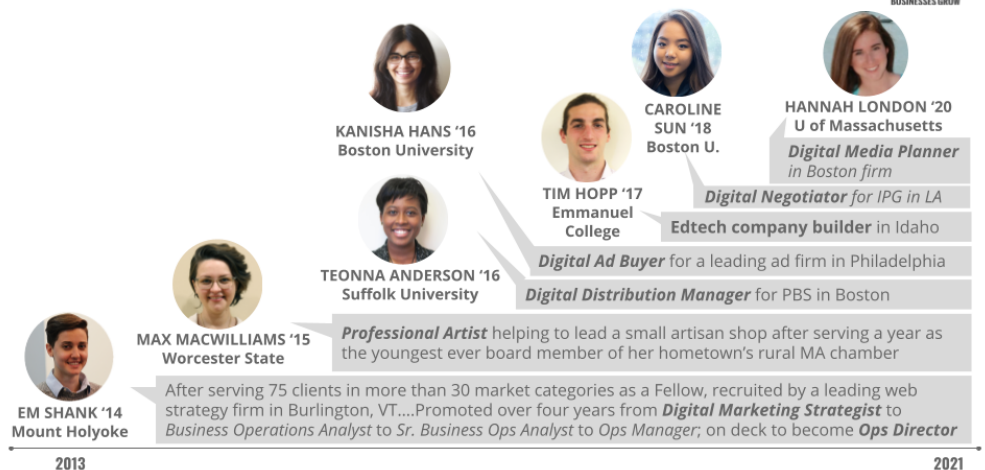 BUSINESSES GROW
KANISHA HANS ‘16
Boston University
CAROLINE
SUN ‘18
Boston U.
HANNAH LONDON ‘20
U of Massachusetts
Digital Media Planner
in Boston firm
TIM HOPP ‘17
Emmanuel
College
Digital Negotiator for IPG in LA
Edtech company builder in Idaho
TEONNA ANDERSON ‘16
Suffolk University
Digital Ad Buyer for a leading ad firm in Philadelphia
Digital Distribution Manager for PBS in Boston
MAX MACWILLIAMS ‘15
Worcester State
Professional Artist helping to lead a small artisan shop after serving a year as
the youngest ever board member of her hometown’s rural MA chamber
EM SHANK ‘14
Mount Holyoke
After serving 75 clients in more than 30 market categories as a Fellow, recruited by a leading web
strategy firm in Burlington, VT....Promoted over four years from Digital Marketing Strategist to
Business Operations Analyst to Sr. Business Ops Analyst to Ops Manager; on deck to become Ops Director
2013
2021